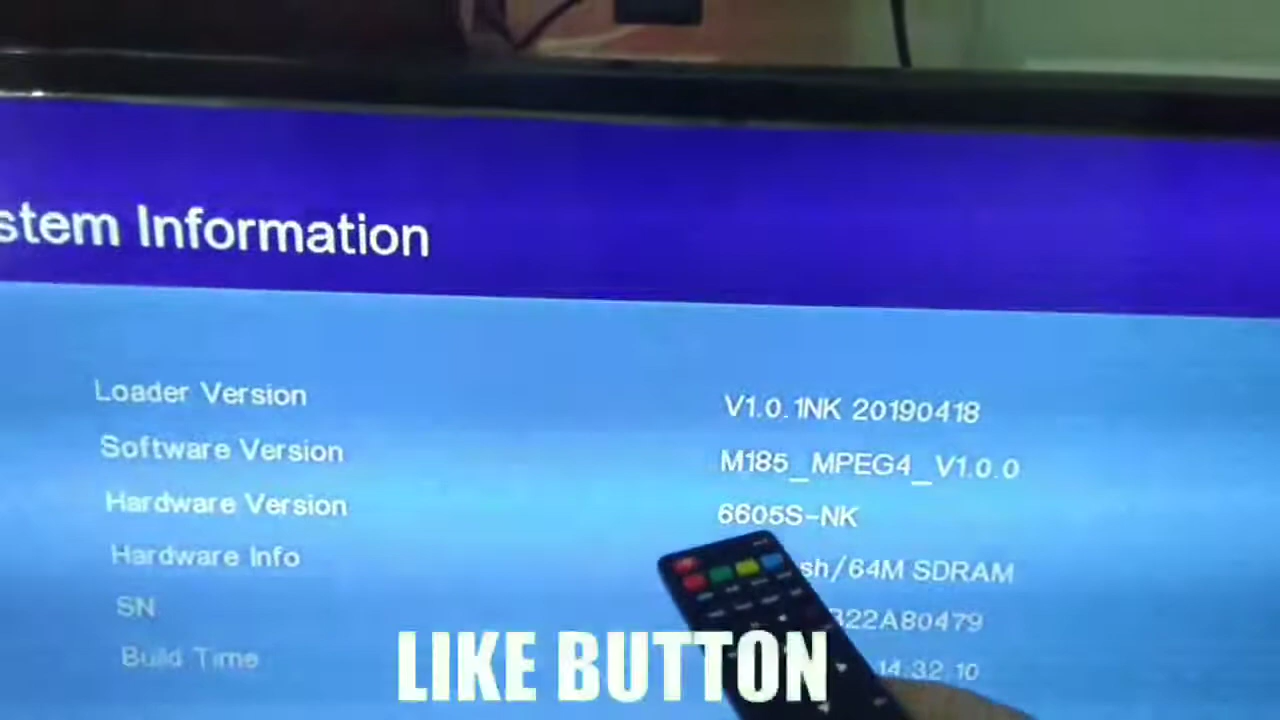 stem Information
Loader Version V1.0.1NK 20190418
Software Version M185_MPEG4_V1.0.0
Hardware Version 6605S-NK
Hardware Info sh/64M SDRAM
SN 322A80479
Build Time 14:32:10
LIKE BUTTON